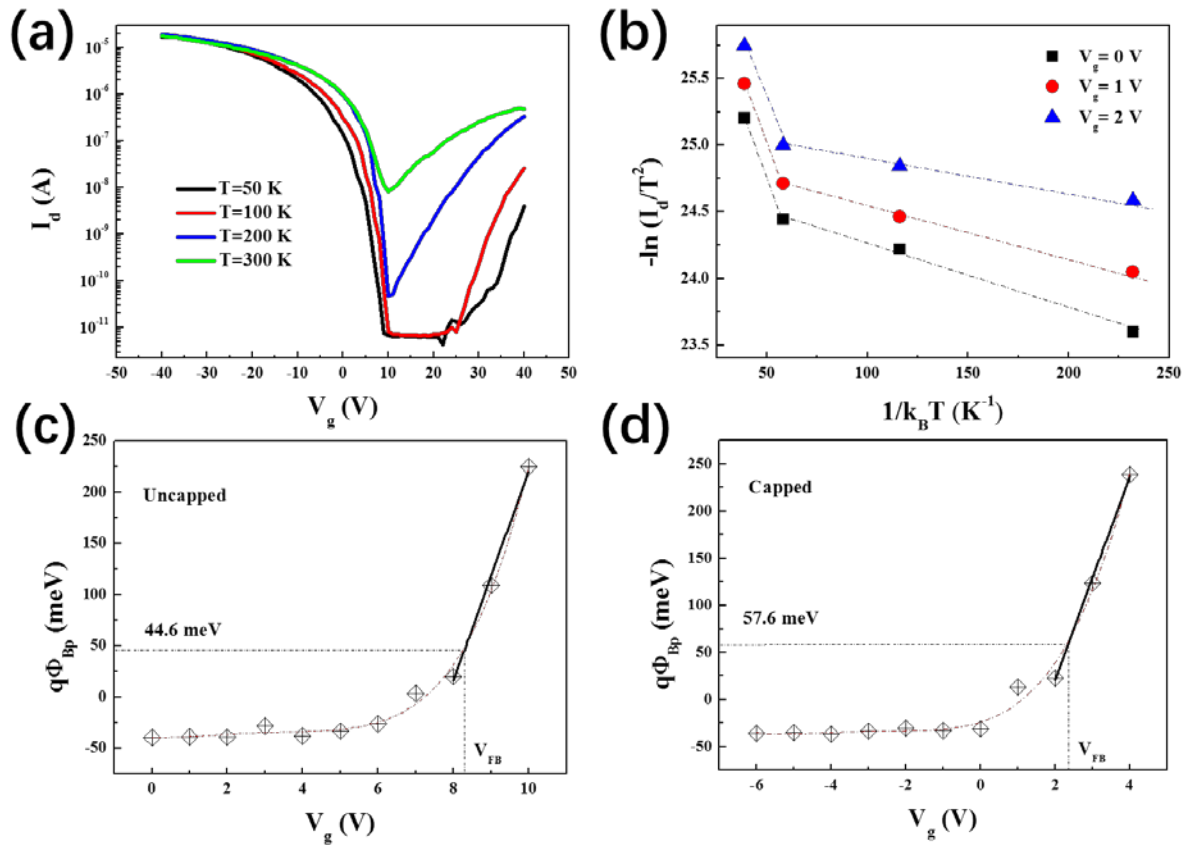 (a)
10⁻⁵
10⁻⁶
10⁻⁷
10⁻⁸
10⁻⁹
10⁻¹⁰
10⁻¹¹
I_d (A)
T=50 K
T=100 K
T=200 K
T=300 K
-50 -40 -30 -20 -10 0 10 20 30 40 50
V_g (V)
(b)
25.5
25.0
24.5
24.0
23.5
-ln (I_d/T²)
V_g = 0 V
V_g = 1 V
V_g = 2 V
50 100 150 200 250
1/k_BT (K⁻¹)
(c)
250
200
150
100
50
0
-50
qΦ_Bp (meV)
Uncapped
44.6 meV
V_FB
0 2 4 6 8 10
V_g (V)
(d)
250
200
150
100
50
0
-50
qΦ_Bp (meV)
Capped
57.6 meV
V_FB
-6 -4 -2 0 2 4
V_g (V)